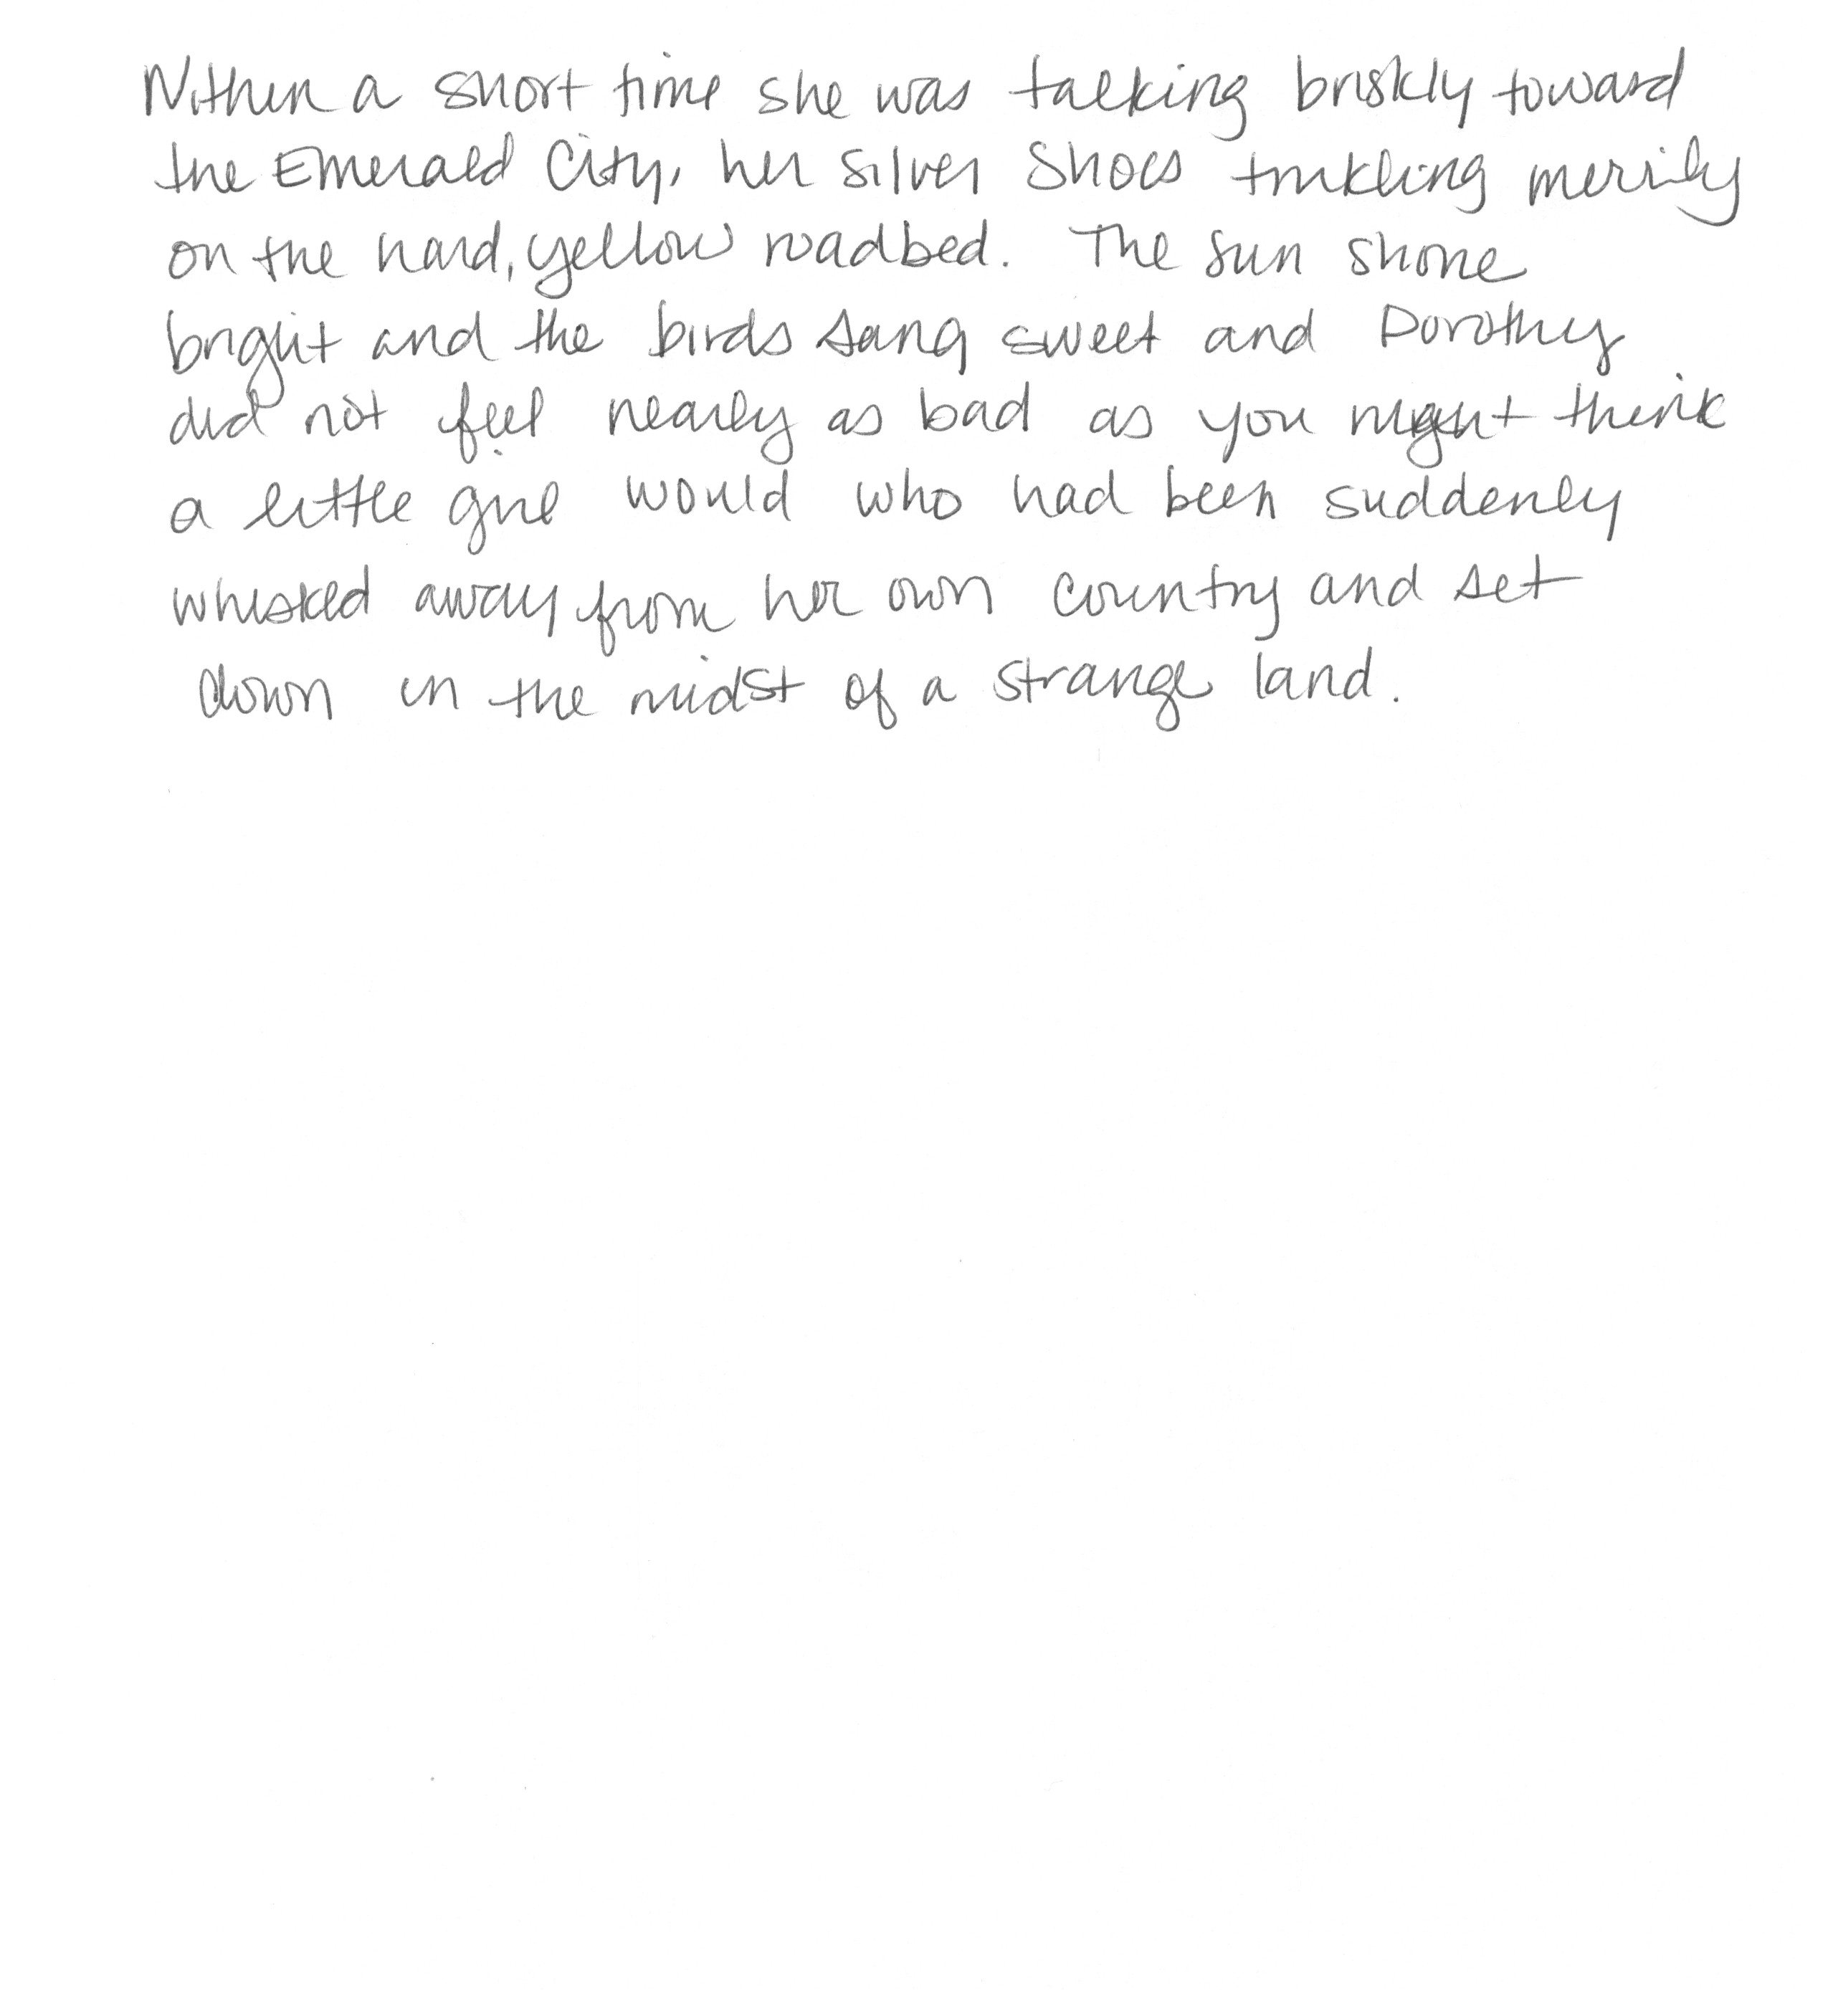 Within a short time she was talking briskly toward
the Emerald City, her Silver Shoes tinkling merrily
on the hard, yellow roadbed. The sun shone
bright and the birds sang sweet and Dorothy
did not feel nearly as bad as you might think
a little girl would who had been suddenly
whisked away from her own country and set
down in the midst of a strange land.